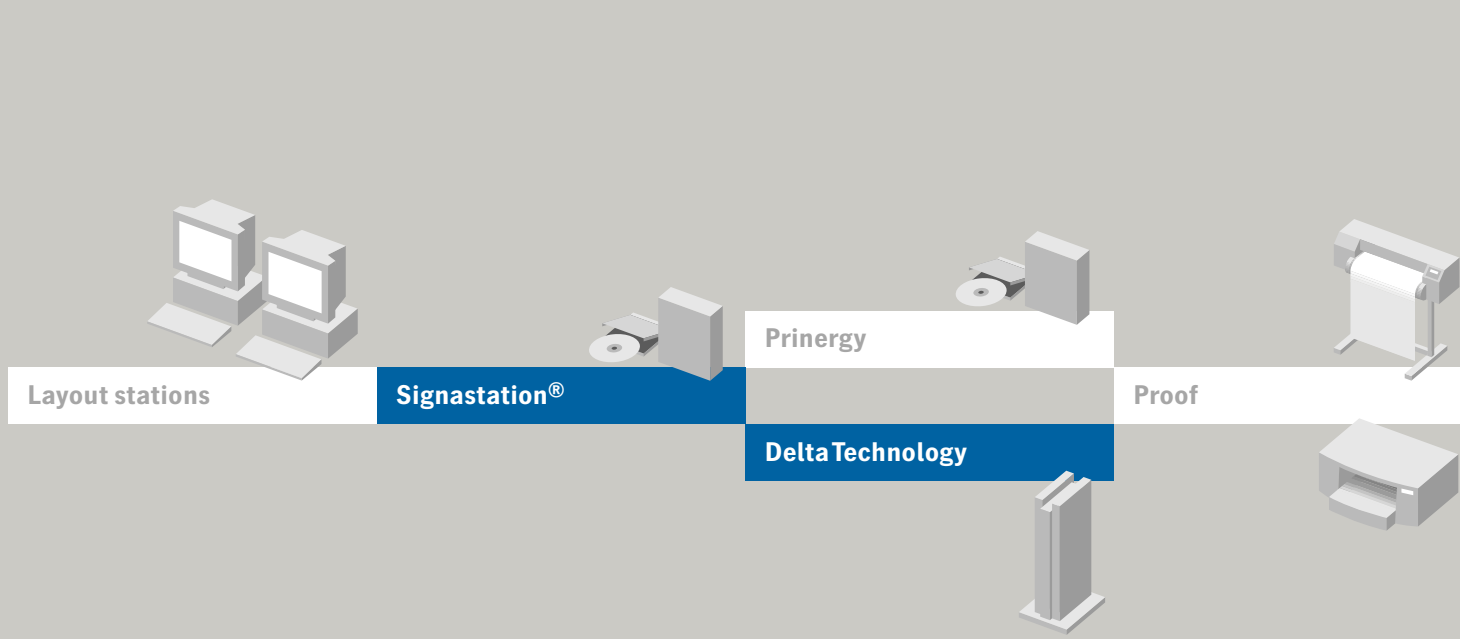 Layout stations
Signastation®
Prinergy
Delta Technology
Proof